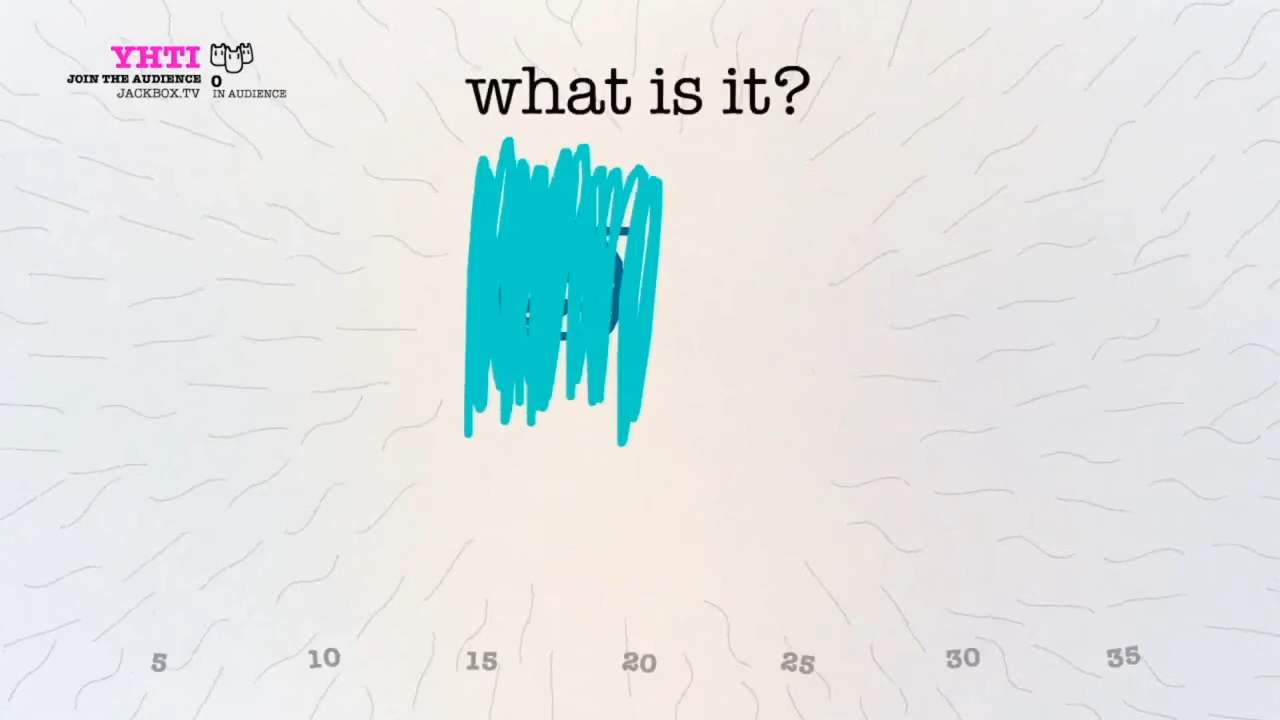 YHTI
JOIN THE AUDIENCE
JACKBOX.TV
0
IN AUDIENCE
what is it?
5 10 15 20 25 30 35